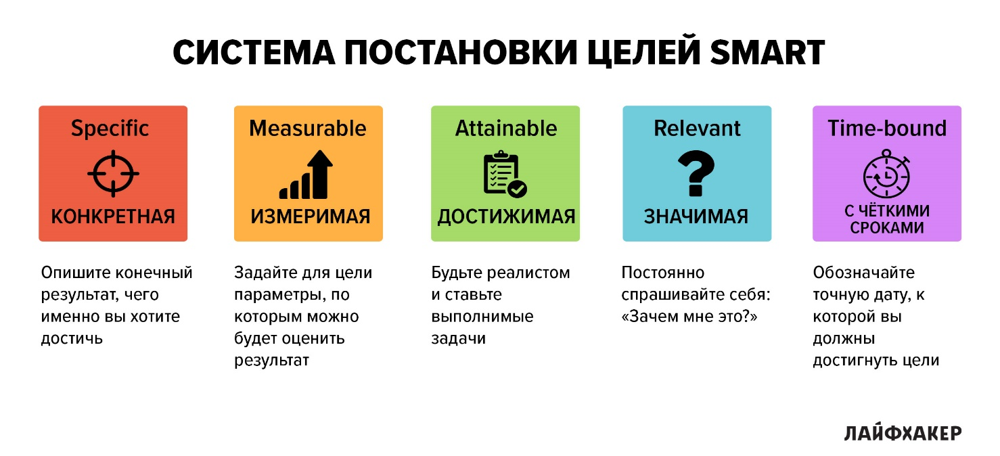 СИСТЕМА ПОСТАНОВКИ ЦЕЛЕЙ SMART
Specific
КОНКРЕТНАЯ
Опишите конечный
результат, чего
именно вы хотите
достичь
Measurable
ИЗМЕРИМАЯ
Задайте для цели
параметры, по
которым можно
будет оценить
результат
Attainable
ДОСТИЖИМАЯ
Будьте реалистом
и ставьте
выполнимые
задачи
Relevant
ЗНАЧИМАЯ
Постоянно
спрашивайте себя:
«Зачем мне это?»
Time-bound
С ЧЁТКИМИ
СРОКАМИ
Обозначайте
точную дату, к
которой вы
должны
достигнуть цели
ЛАЙФХАКЕР